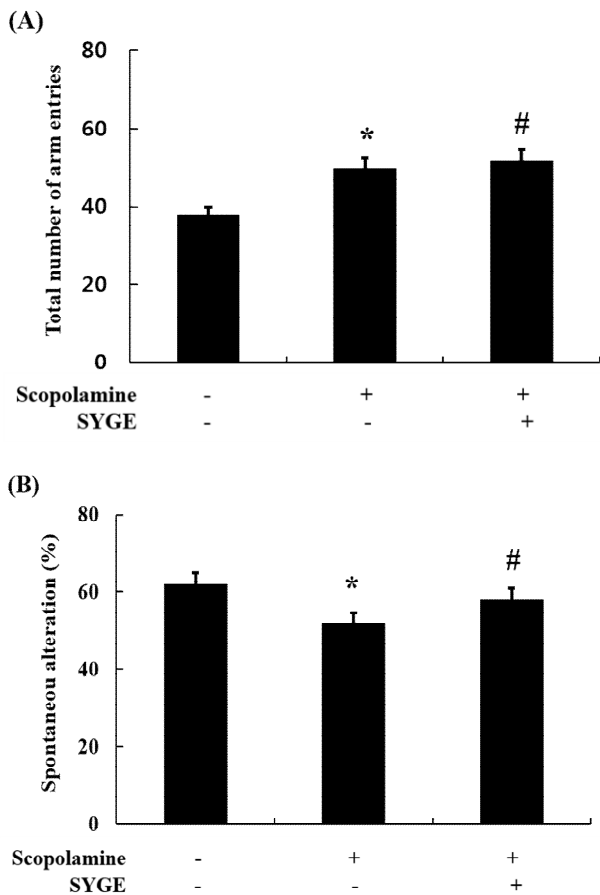 (A)
Total number of arm entries
80
60
40
20
0
*
#
Scopolamine - + +
SYGE - - +
(B)
Spontaneou alteration (%)
80
60
40
20
0
*
#
Scopolamine - + +
SYGE - - +